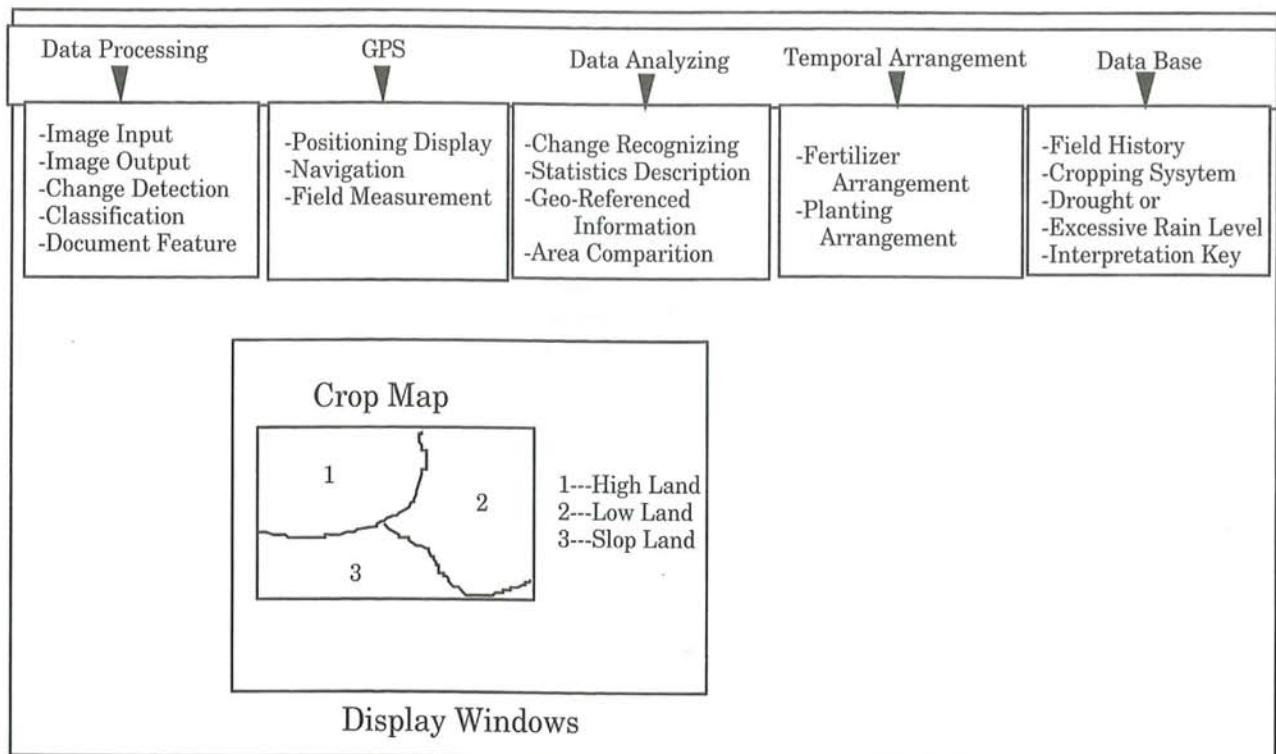 Data Processing
GPS
Data Analyzing
Temporal Arrangement
Data Base
-Image Input
-Image Output
-Change Detection
-Classification
-Document Feature
-Positioning Display
-Navigation
-Field Measurement
-Change Recognizing
-Statistics Description
-Geo-Referenced
Information
-Area Comparition
-Fertilizer
Arrangement
-Planting
Arrangement
-Field History
-Cropping Sysytem
-Drought or
-Excessive Rain Level
-Interpretation Key
Crop Map
1
2
3
1---High Land
2---Low Land
3---Slop Land
Display Windows